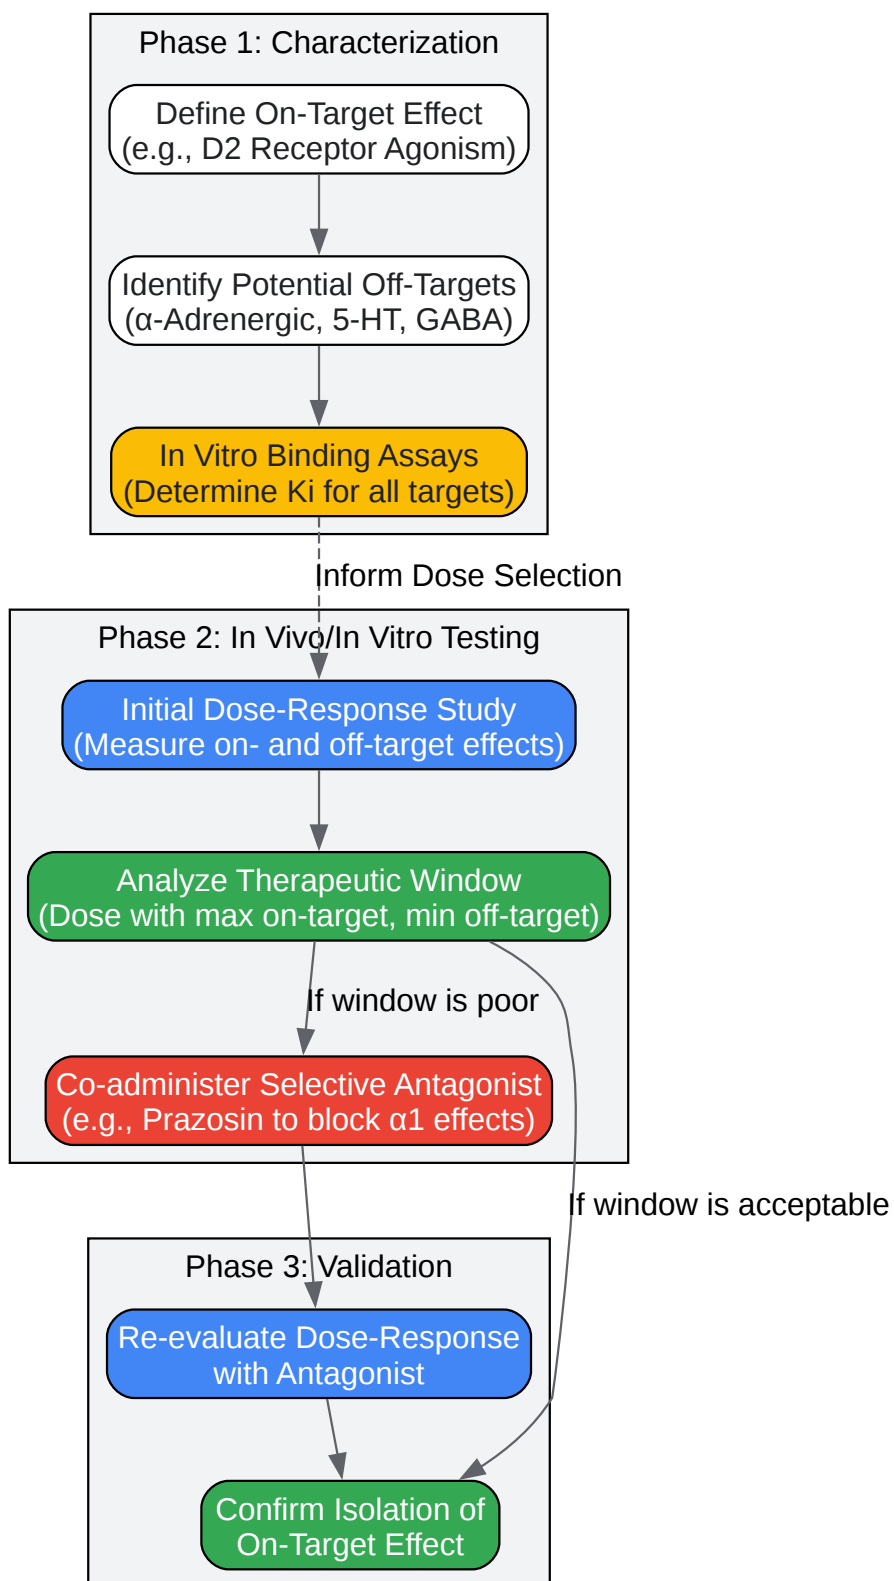 Phase 1: Characterization
Define On-Target Effect
(e.g., D2 Receptor Agonism)
Identify Potential Off-Targets
(α-Adrenergic, 5-HT, GABA)
In Vitro Binding Assays
(Determine Ki for all targets)
Inform Dose Selection
Phase 2: In Vivo/In Vitro Testing
Initial Dose-Response Study
(Measure on- and off-target effects)
Analyze Therapeutic Window
(Dose with max on-target, min off-target)
If window is poor
Co-administer Selective Antagonist
(e.g., Prazosin to block α1 effects)
If window is acceptable
Phase 3: Validation
Re-evaluate Dose-Response
with Antagonist
Confirm Isolation of
On-Target Effect